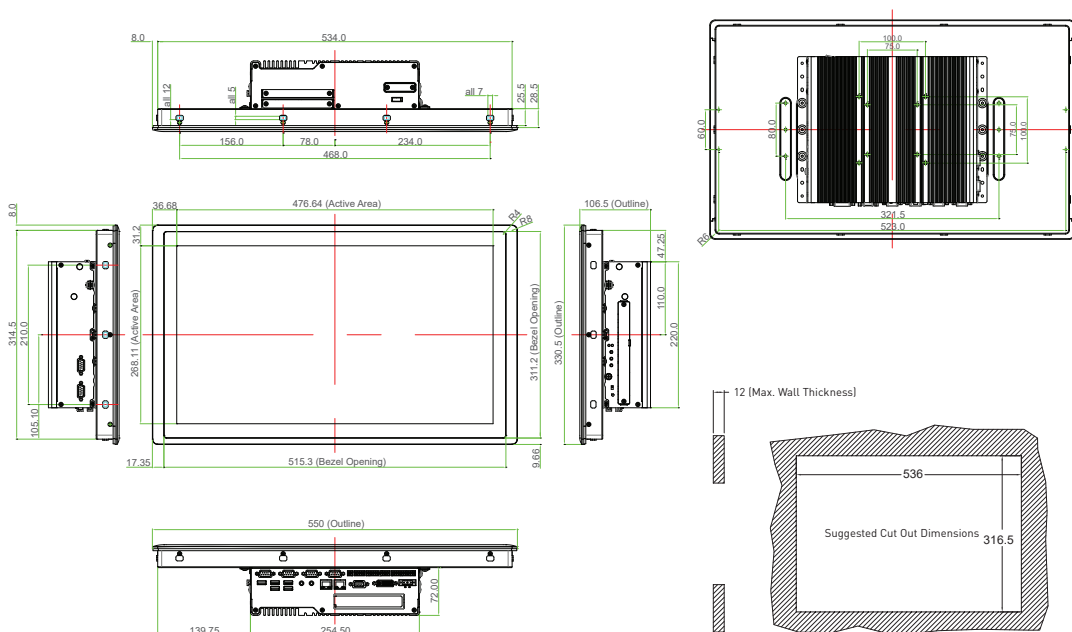 8.0
534.0
all 12
all 5
all 7
25.5
28.5
156.0
78.0
234.0
468.0
100.0
75.0
60.0
80.0
75.0
100.0
321.5
523.0
R6
8.0
314.5
210.0
105.10
36.68
476.64 (Active Area)
R4
R8
31.2
268.11 (Active Area)
311.2 (Bezel Opening)
17.35
515.3 (Bezel Opening)
9.66
106.5 (Outline)
47.25
110.0
220.0
330.5 (Outline)
12 (Max. Wall Thickness)
536
Suggested Cut Out Dimensions
316.5
550 (Outline)
72.00
139.75
254.50